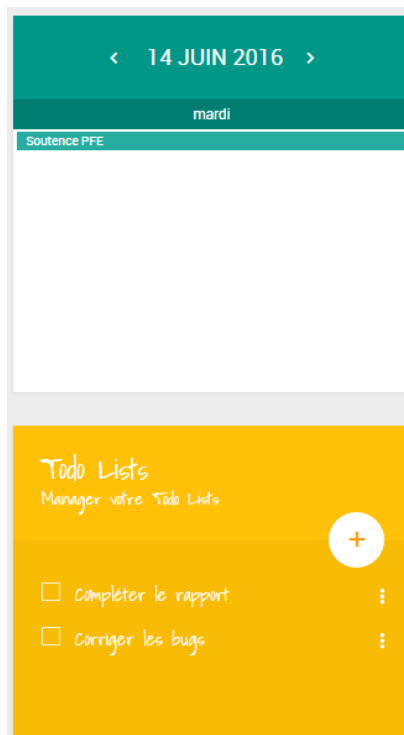 14 JUIN 2016
mardi
Soutence PFE
Todo Lists
Manager votre Todo Lists
Compléter le rapport
Corriger les bugs